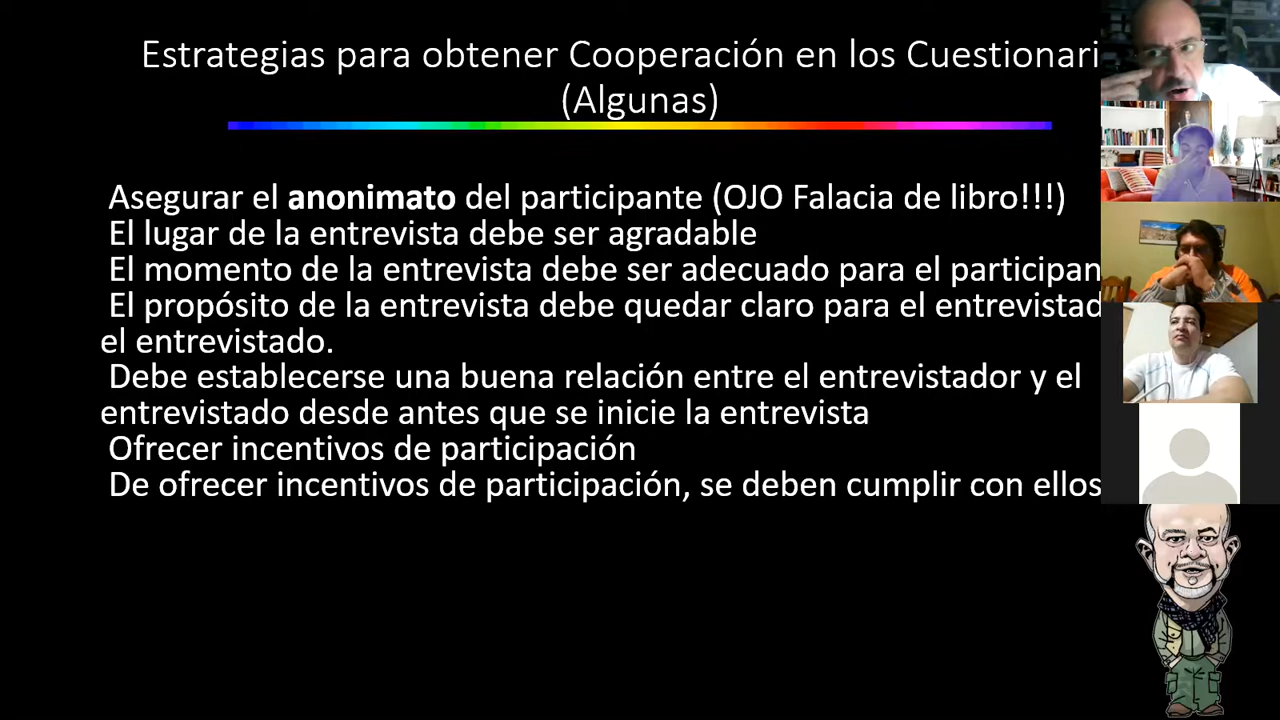 Estrategias para obtener Cooperación en los Cuestionari
(Algunas)
Asegurar el anonimato del participante (OJO Falacia de libro!!!)
El lugar de la entrevista debe ser agradable
El momento de la entrevista debe ser adecuado para el participan
El propósito de la entrevista debe quedar claro para el entrevistad
el entrevistado.
Debe establecerse una buena relación entre el entrevistador y el
entrevistado desde antes que se inicie la entrevista
Ofrecer incentivos de participación
De ofrecer incentivos de participación, se deben cumplir con ellos